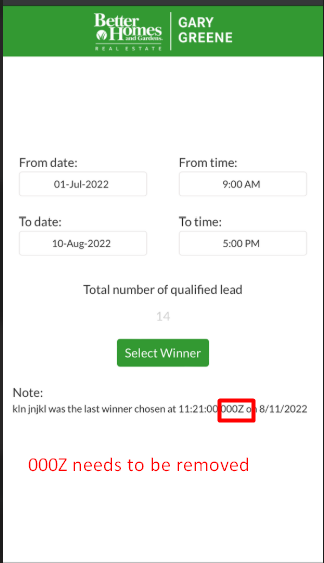 Better
Homes
and Gardens
REAL ESTATE
GARY
GREENE
From date: From time:
01-Jul-2022 9:00 AM
To date: To time:
10-Aug-2022 5:00 PM
Total number of qualified lead
14
Select Winner
Note:
kln jnjkl was the last winner chosen at 11:21:00.000Z on 8/11/2022
000Z needs to be removed